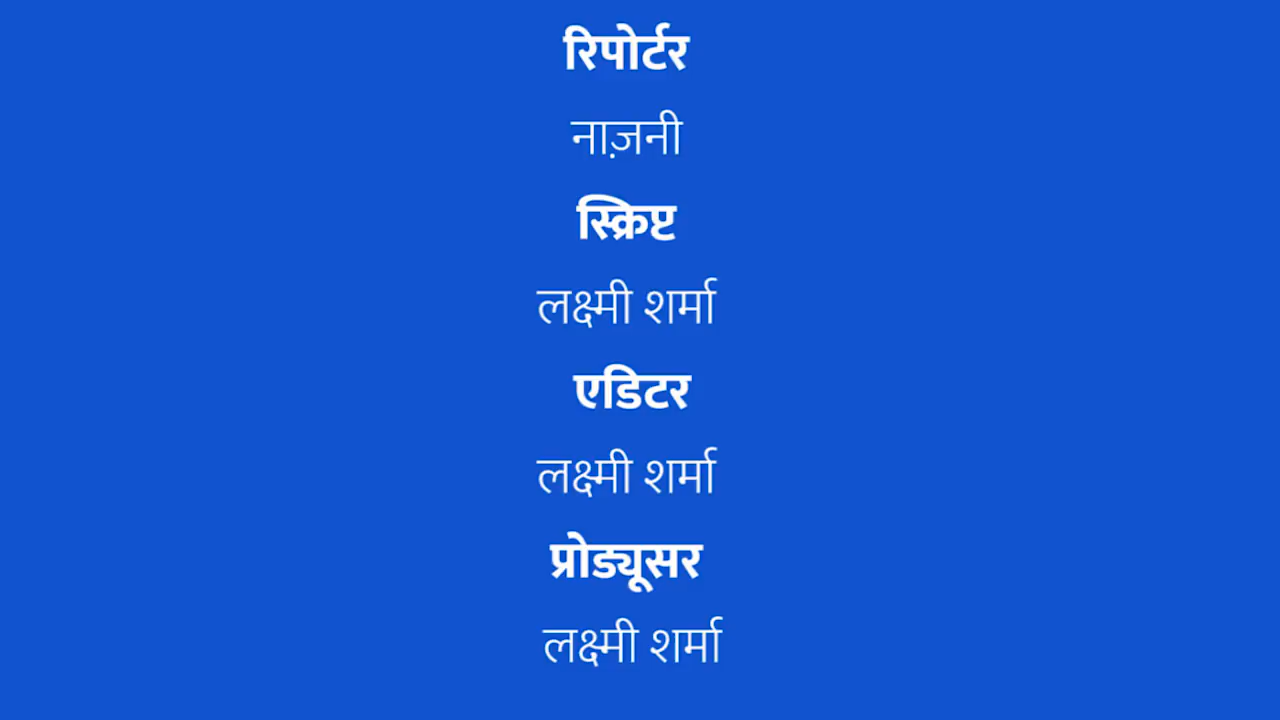 रिपोर्टर
नाज़नी
स्क्रिप्ट
लक्ष्मी शर्मा
एडिटर
लक्ष्मी शर्मा
प्रोड्यूसर
लक्ष्मी शर्मा